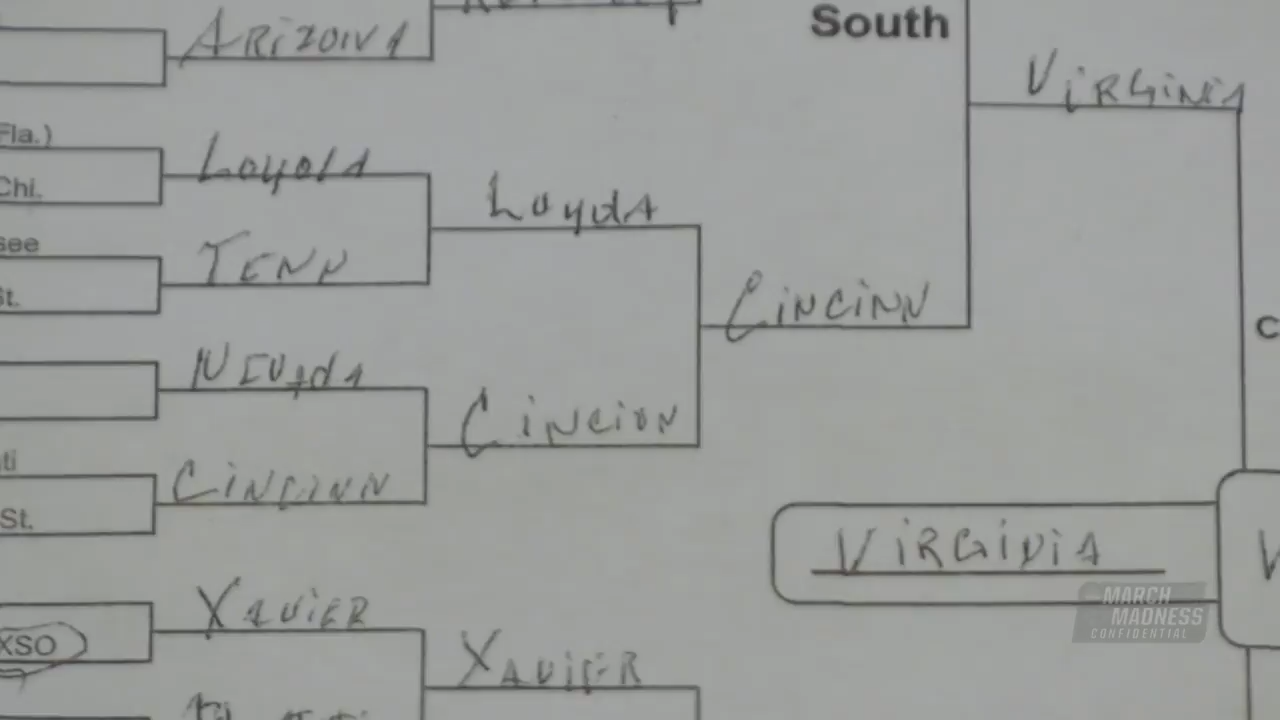 South
ARiZONA
ViRGiNiA
Fla.)
LoyolA
Chi.
LoyolA
see
TENN
St.
CiNCiNN
NEVAdA
C
CiNCiNN
ti
CiNCiNN
St.
ViRGiNiA
V
MARCH
MADNESS
CONFIDENTIAL
XAViER
XSO
XAViER